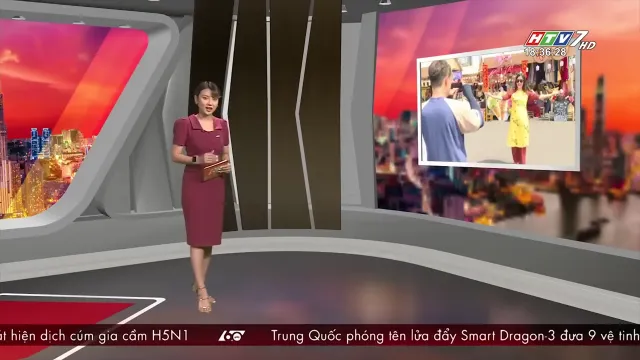 HTV7 HD
18:36:28
át hiện dịch cúm gia cầm H5N1 60 Trung Quốc phóng tên lửa đẩy Smart Dragon-3 đưa 9 vệ tinh